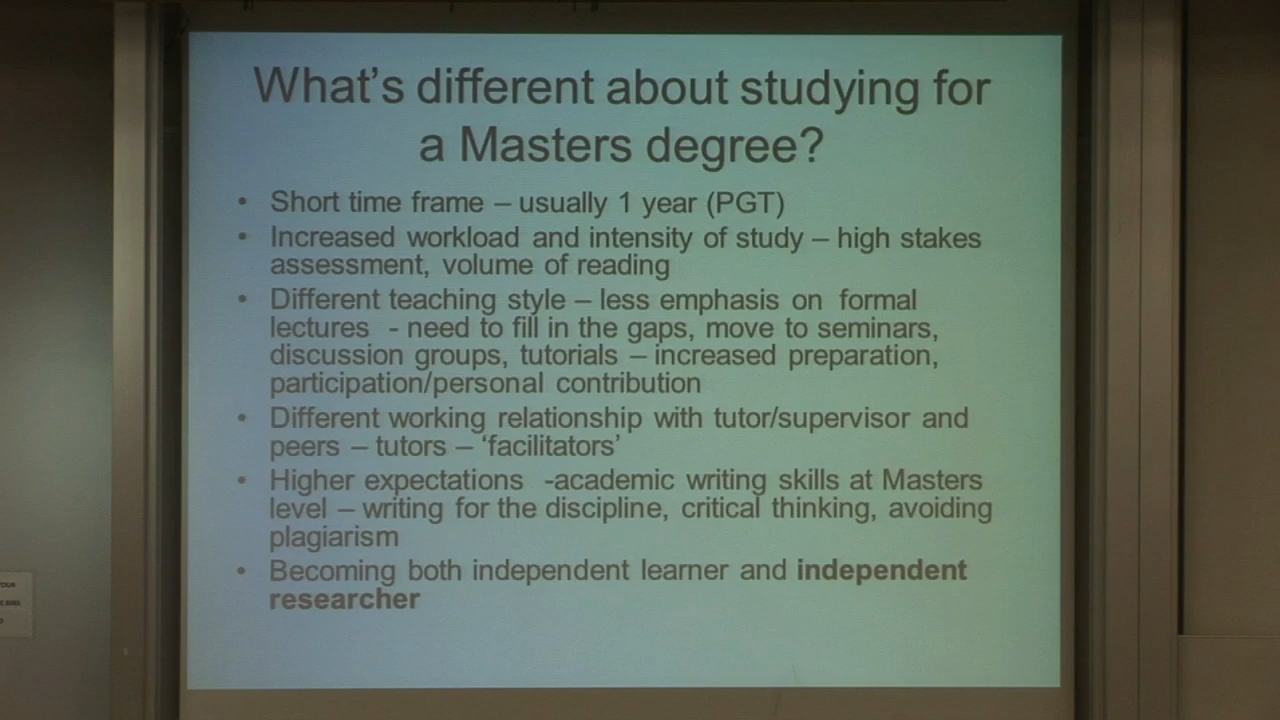 What's different about studying for
a Masters degree?
• Short time frame – usually 1 year (PGT)
• Increased workload and intensity of study – high stakes
assessment, volume of reading
• Different teaching style – less emphasis on formal
lectures - need to fill in the gaps, move to seminars,
discussion groups, tutorials – increased preparation,
participation/personal contribution
• Different working relationship with tutor/supervisor and
peers – tutors – ‘facilitators’
• Higher expectations -academic writing skills at Masters
level – writing for the discipline, critical thinking, avoiding
plagiarism
• Becoming both independent learner and independent
researcher